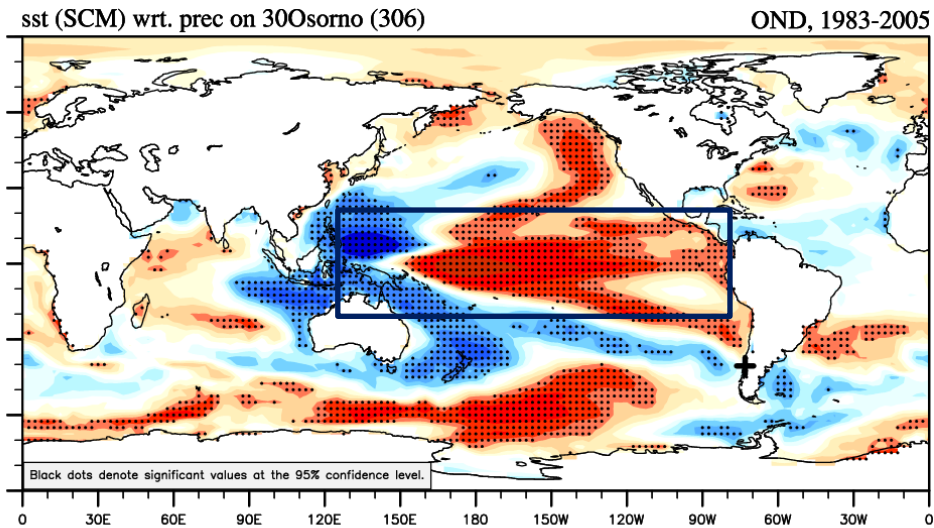 sst (SCM) wrt. prec on 30Osorno (306)
OND, 1983-2005
Black dots denote significant values at the 95% confidence level.
0 30E 60E 90E 120E 150E 180 150W 120W 90W 60W 30W 0